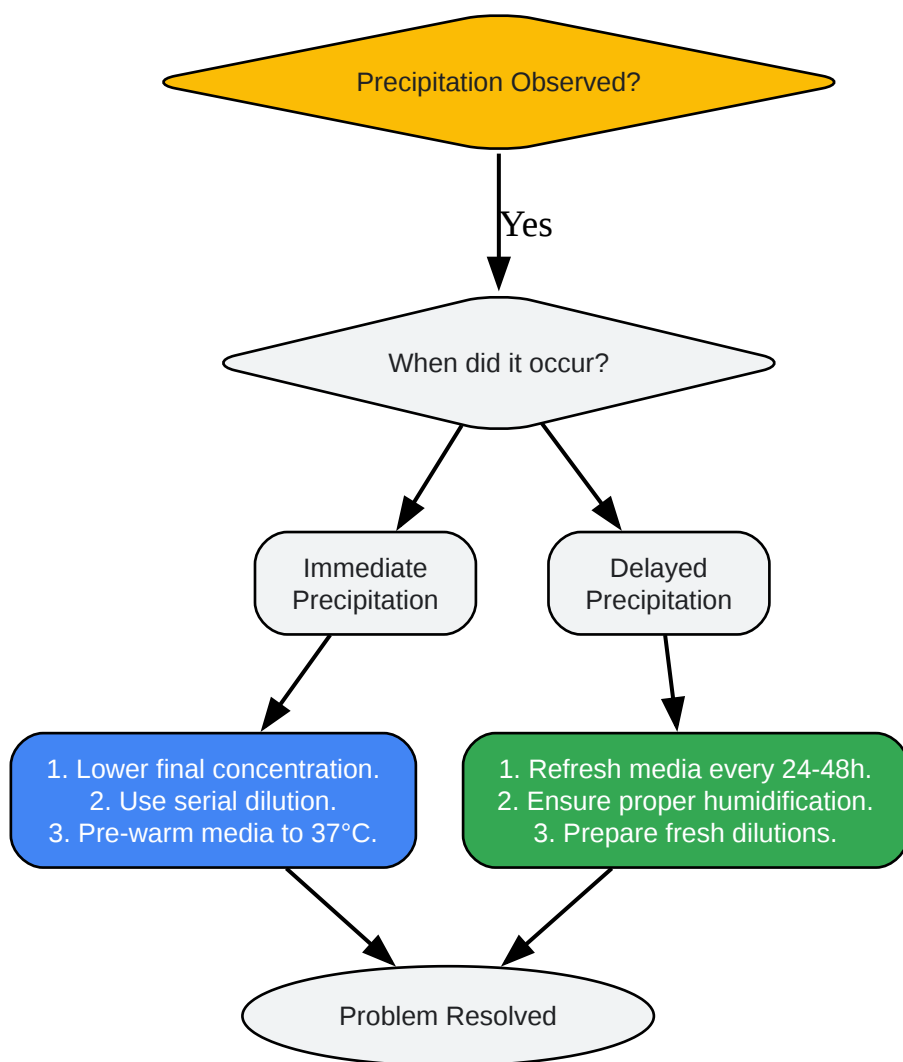 Precipitation Observed?
Yes
When did it occur?
Immediate
Precipitation
Delayed
Precipitation
1. Lower final concentration.
2. Use serial dilution.
3. Pre-warm media to 37°C.
1. Refresh media every 24-48h.
2. Ensure proper humidification.
3. Prepare fresh dilutions.
Problem Resolved